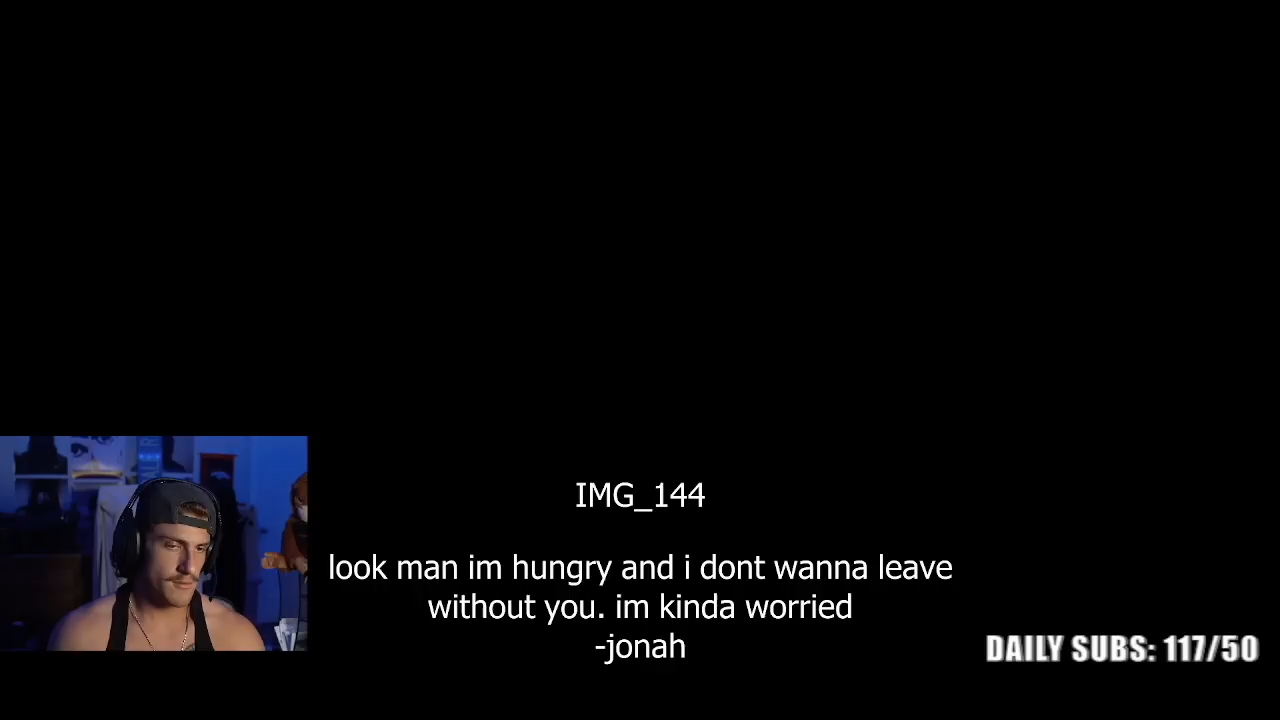 IMG_144
look man im hungry and i dont wanna leave
without you. im kinda worried
-jonah
DAILY SUBS: 117/50